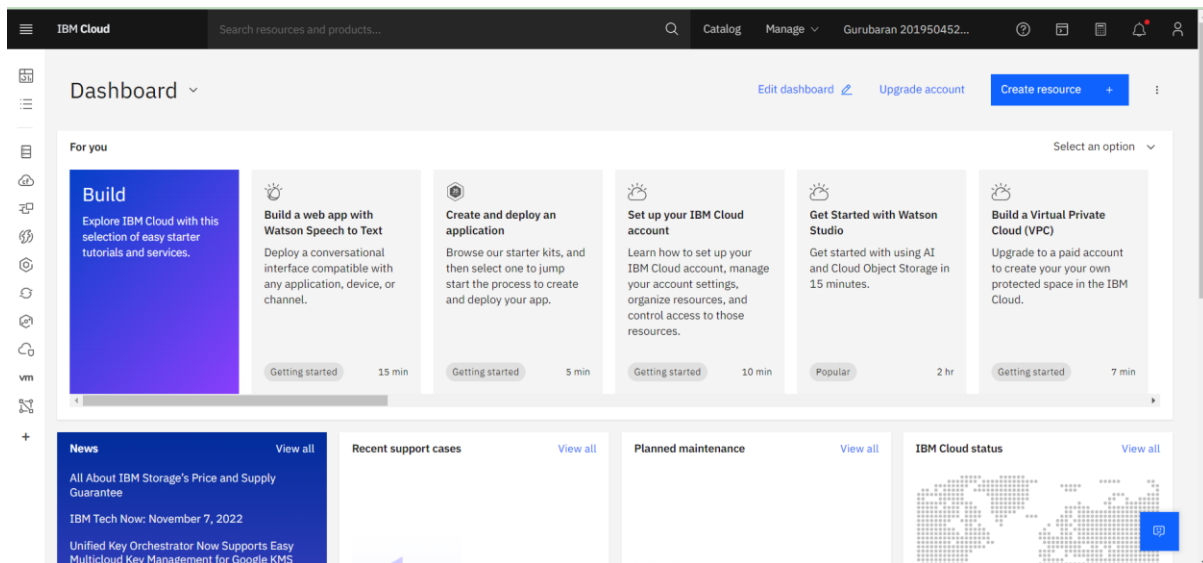 IBM Cloud
Search resources and products...
Catalog
Manage
Gurubaran 201950452...
Dashboard
Edit dashboard
Upgrade account
Create resource +
For you
Select an option
Build
Explore IBM Cloud with this
selection of easy starter
tutorials and services.
Build a web app with
Watson Speech to Text
Deploy a conversational
interface compatible with
any application, device, or
channel.
Getting started
15 min
Create and deploy an
application
Browse our starter kits, and
then select one to jump
start the process to create
and deploy your app.
Getting started
5 min
Set up your IBM Cloud
account
Learn how to set up your
IBM Cloud account, manage
your account settings,
organize resources, and
control access to those
resources.
Getting started
10 min
Get Started with Watson
Studio
Get started with using AI
and Cloud Object Storage in
15 minutes.
Popular
2 hr
Build a Virtual Private
Cloud (VPC)
Upgrade to a paid account
to create your your own
protected space in the IBM
Cloud.
Getting started
7 min
vm
News
View all
All About IBM Storage's Price and Supply
Guarantee
IBM Tech Now: November 7, 2022
Unified Key Orchestrator Now Supports Easy
Multicloud Key Management for Google KMS
Recent support cases
View all
Planned maintenance
View all
IBM Cloud status
View all